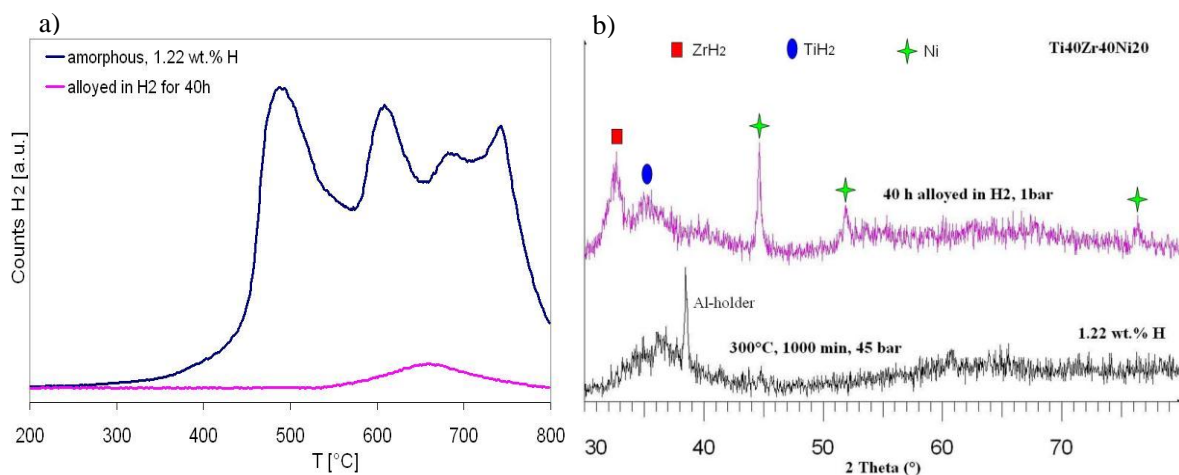 a)
amorphous, 1.22 wt.% H
alloyed in H2 for 40h
Counts H2 [a.u.]
200 300 400 500 600 700 800
T [°C]
b)
ZrH2 TiH2 Ni Ti40Zr40Ni20
40 h alloyed in H2, 1bar
Al-holder
300°C, 1000 min, 45 bar 1.22 wt.% H
30 40 50 60 70
2 Theta (°)